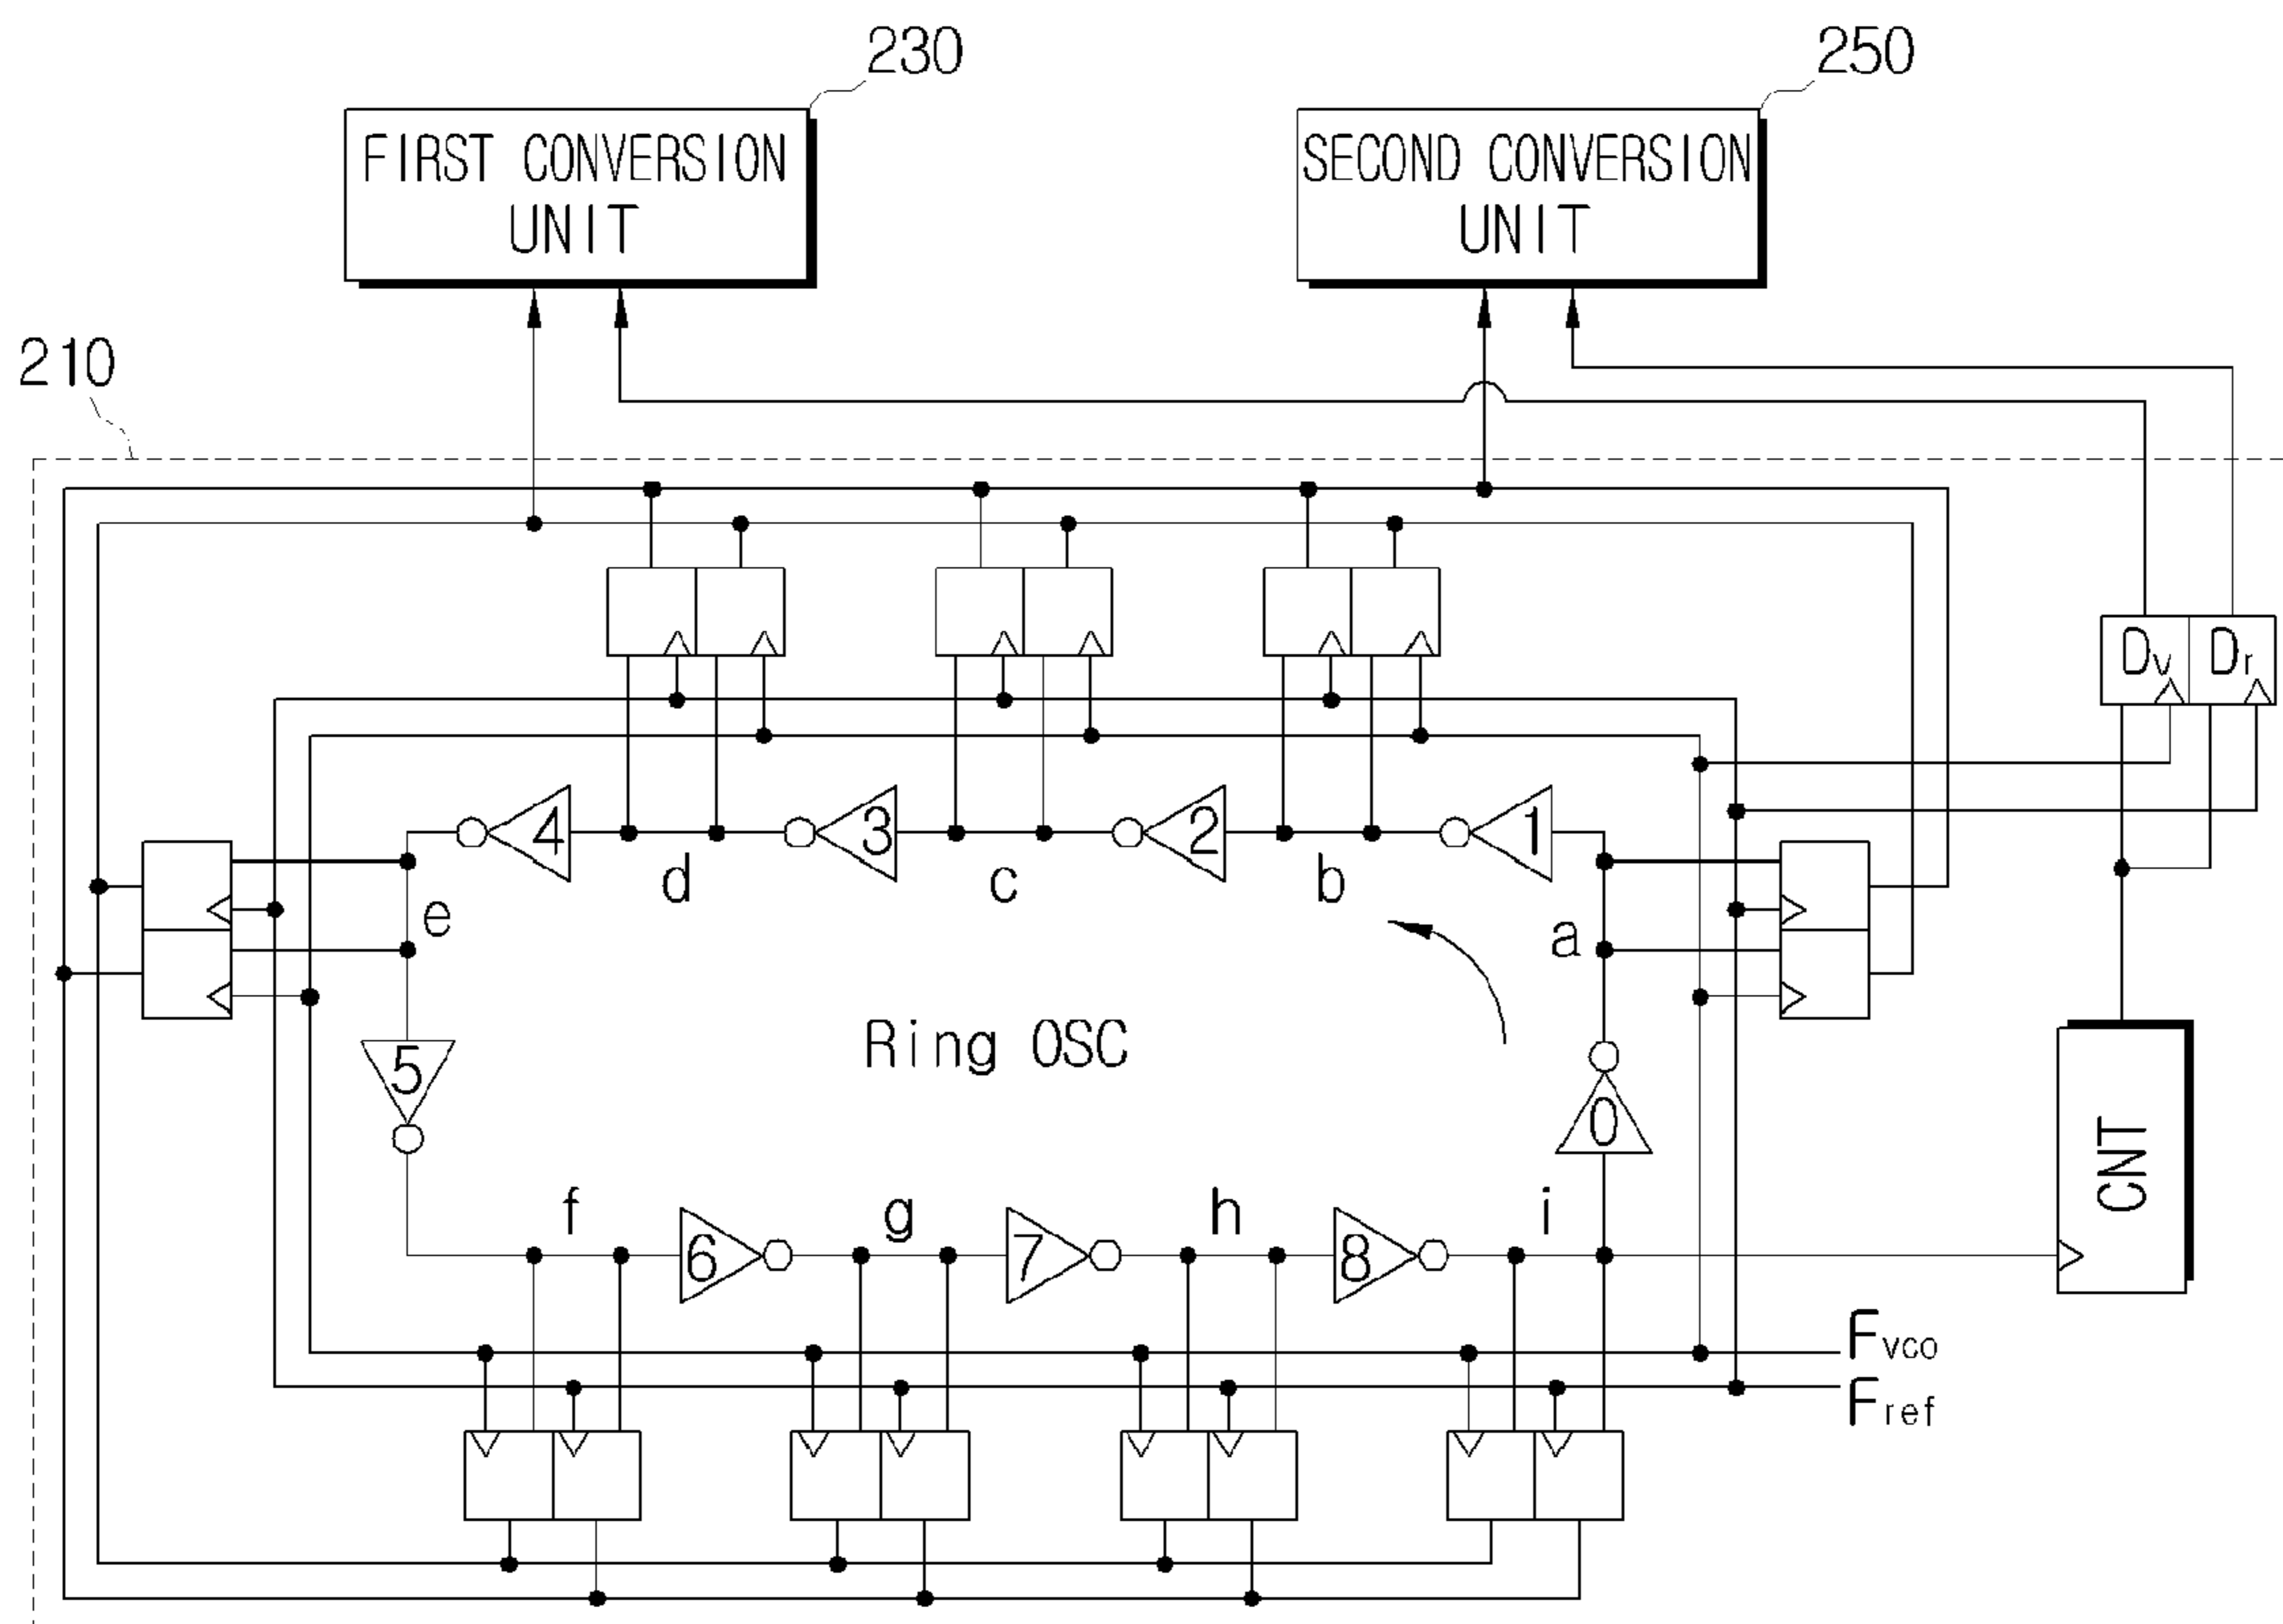 230
250
FIRST CONVERSION
UNIT
SECOND CONVERSION
UNIT
210
Dv
Dr
4
3
2
1
d
c
b
e
a
5
Ring OSC
0
CNT
f
g
h
i
6
7
8
Fvco
Fref